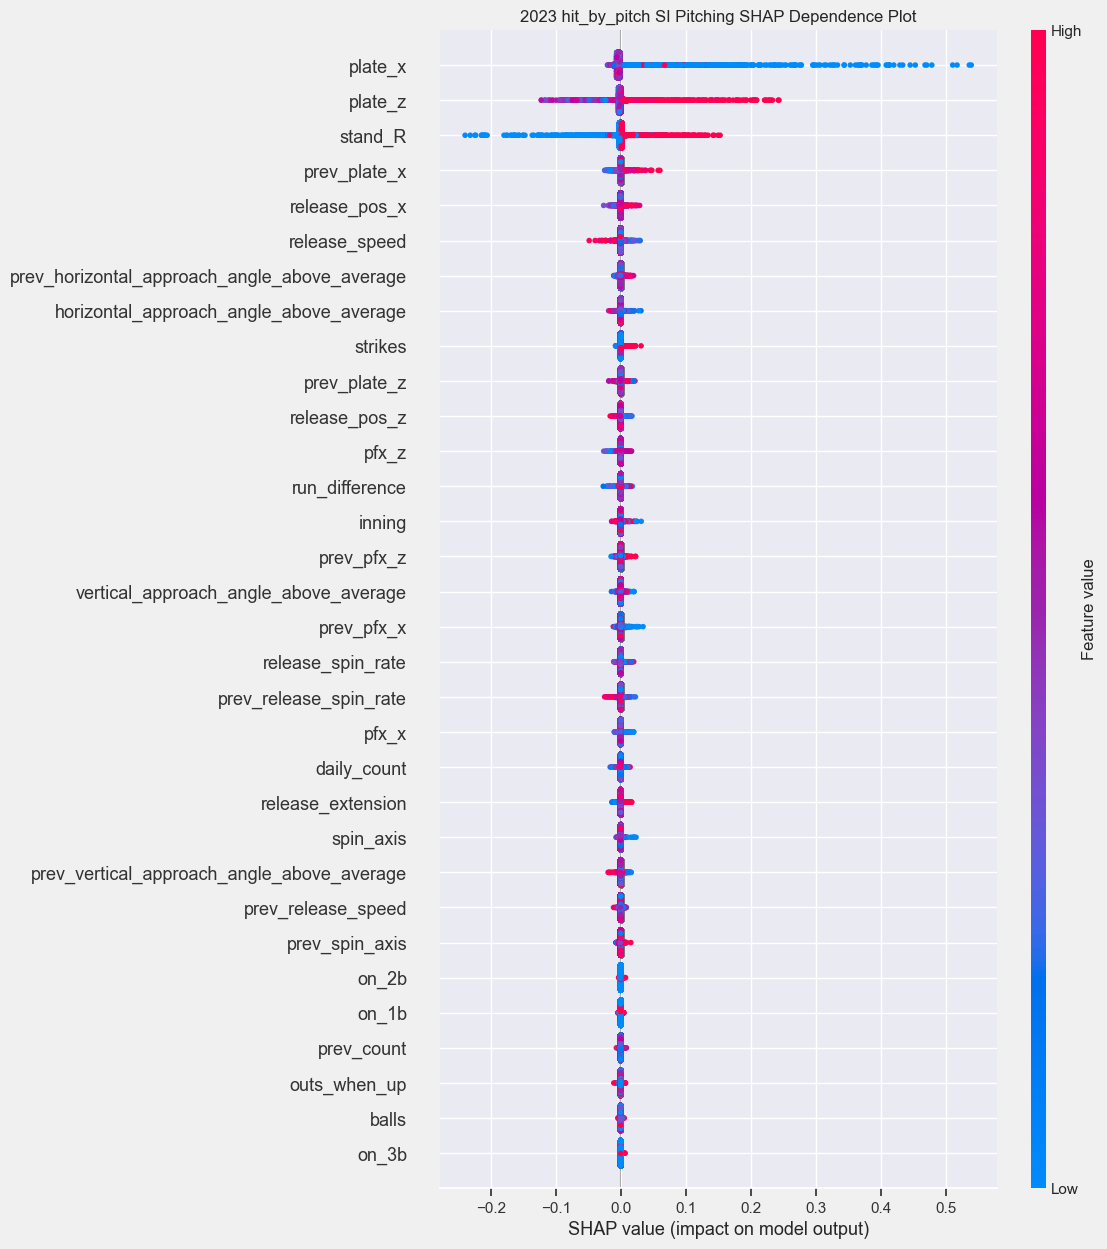 2023 hit_by_pitch SI Pitching SHAP Dependence Plot
High
plate_x
plate_z
stand_R
prev_plate_x
release_pos_x
release_speed
prev_horizontal_approach_angle_above_average
horizontal_approach_angle_above_average
strikes
prev_plate_z
release_pos_z
pfx_z
run_difference
inning
prev_pfx_z
vertical_approach_angle_above_average
prev_pfx_x
release_spin_rate
prev_release_spin_rate
pfx_x
daily_count
release_extension
spin_axis
prev_vertical_approach_angle_above_average
prev_release_speed
prev_spin_axis
on_2b
on_1b
prev_count
outs_when_up
balls
on_3b
Feature value
Low
−0.2 −0.1 0.0 0.1 0.2 0.3 0.4 0.5
SHAP value (impact on model output)